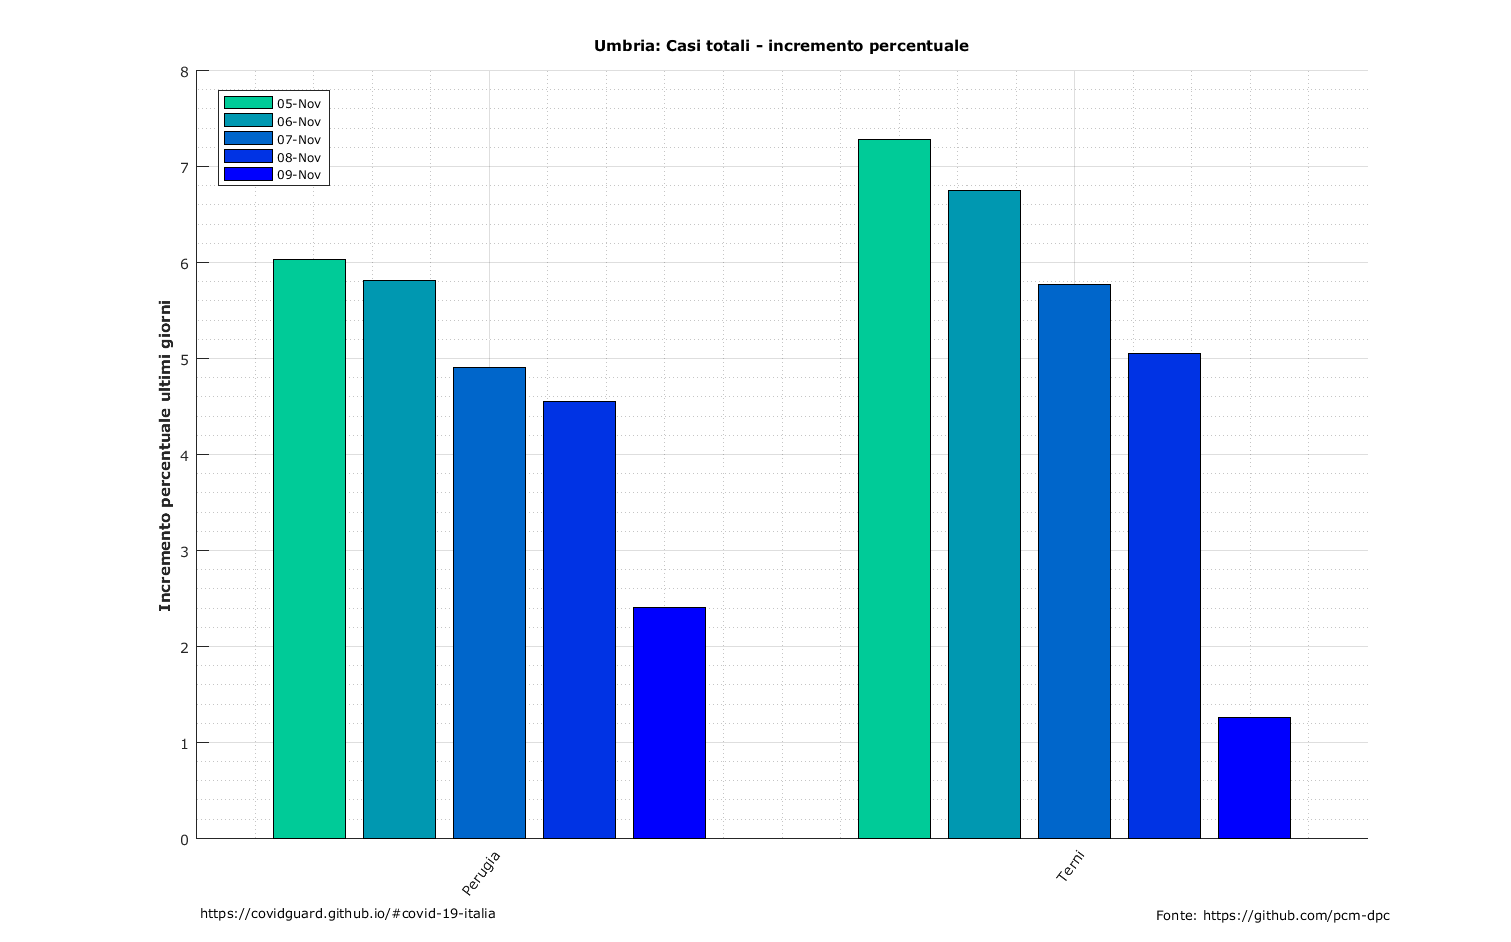 Umbria: Casi totali - incremento percentuale
05-Nov
06-Nov
07-Nov
08-Nov
09-Nov
8
7
6
5
4
3
2
1
0
Incremento percentuale ultimi giorni
Perugia
Terni
https://covidguard.github.io/#covid-19-italia
Fonte: https://github.com/pcm-dpc